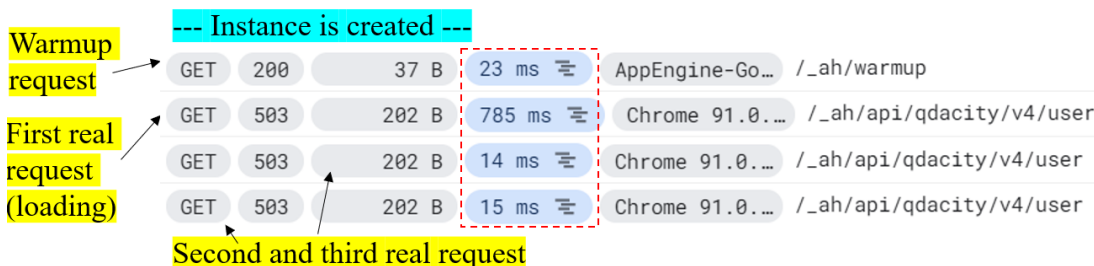 --- Instance is created ---
Warmup
request
GET 200 37 B 23 ms AppEngine-Go… /_ah/warmup
GET 503 202 B 785 ms Chrome 91.0.… /_ah/api/qdacity/v4/user
First real
request
(loading)
GET 503 202 B 14 ms Chrome 91.0.… /_ah/api/qdacity/v4/user
GET 503 202 B 15 ms Chrome 91.0.… /_ah/api/qdacity/v4/user
Second and third real request